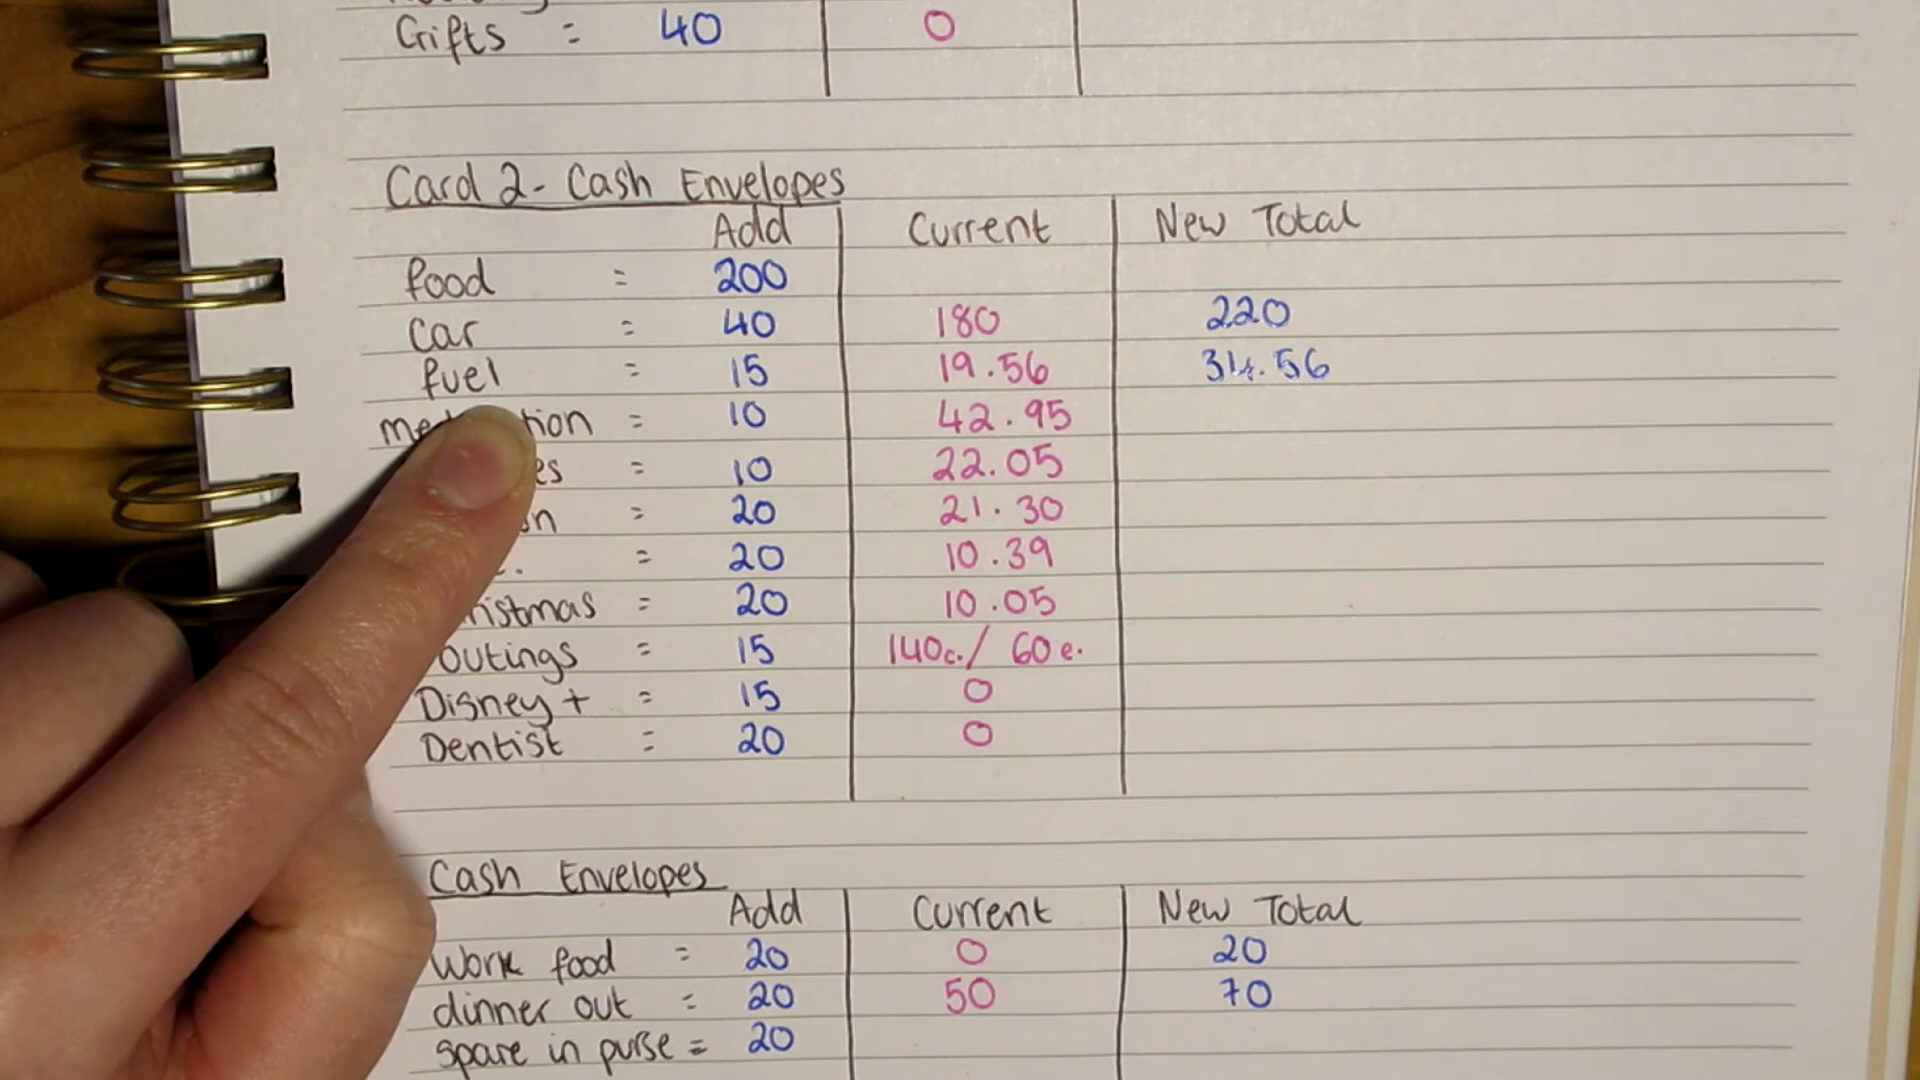 Gifts = 40 0
Card 2 - Cash Envelopes
Add Current New Total
food = 200
Car = 40 180 220
fuel = 15 19.56 34.56
= 10 42.95
= 10 22.05
= 20 21.30
= 20 10.39
= 20 10.05
outings = 15 140c./ 60e.
Disney + = 15 0
Dentist = 20 0
Cash Envelopes
Add Current New Total
Work food = 20 0 20
dinner out = 20 50 70
spare in purse = 20